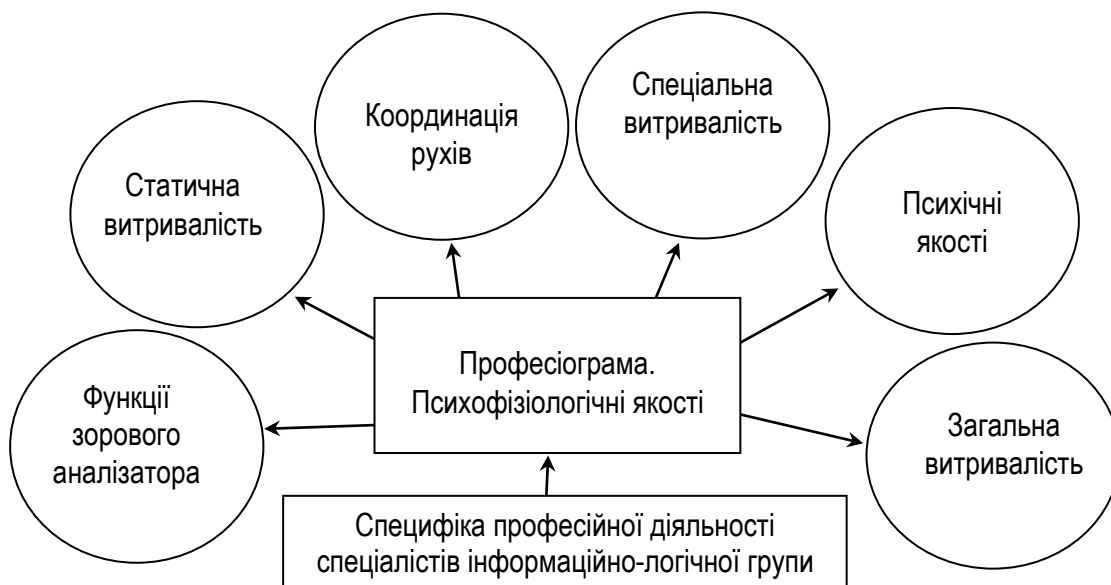 Спеціальна
витривалість
Координація
рухів
Статична
витривалість
Психічні
якості
Професіограма.
Психофізіологічні якості
Функції
зорового
аналізатора
Загальна
витривалість
Специфіка професійної діяльності
спеціалістів інформаційно-логічної групи